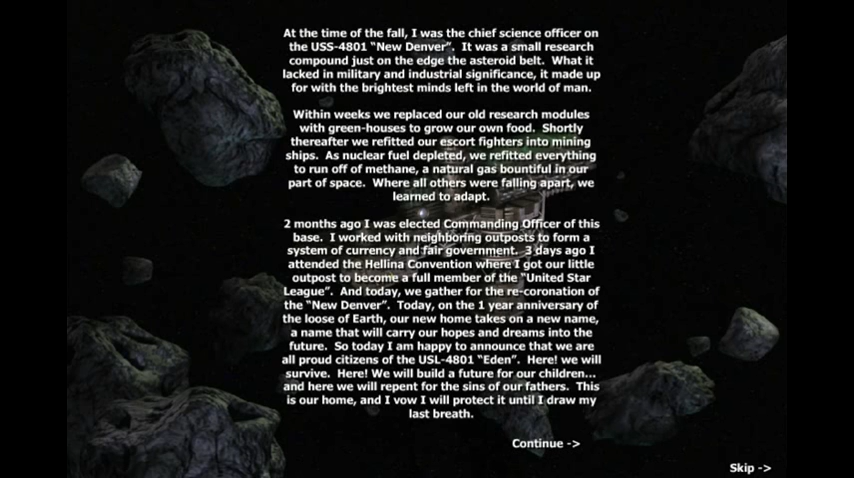 At the time of the fall, I was the chief science officer on
the USS-4801 “New Denver”.  It was a small research
compound just on the edge the asteroid belt.  What it
lacked in military and industrial significance, it made up
for with the brightest minds left in the world of man.
Within weeks we replaced our old research modules
with green-houses to grow our own food.  Shortly
thereafter we refitted our escort fighters into mining
ships.  As nuclear fuel depleted, we refitted everything
to run off of methane, a natural gas bountiful in our
part of space.  Where all others were falling apart, we
learned to adapt.
2 months ago I was elected Commanding Officer of this
base.  I worked with neighboring outposts to form a
system of currency and fair government.  3 days ago I
attended the Hellina Convention where I got our little
outpost to become a full member of the “United Star
League”.  And today, we gather for the re-coronation of
the “New Denver”.  Today, on the 1 year anniversary of
the loose of Earth, our new home takes on a new name,
a name that will carry our hopes and dreams into the
future.  So today I am happy to announce that we are
all proud citizens of the USL-4801 “Eden”.  Here! we will
survive.  Here! We will build a future for our children...
and here we will repent for the sins of our fathers.  This
is our home, and I vow I will protect it until I draw my
last breath.
Continue ->
Skip ->